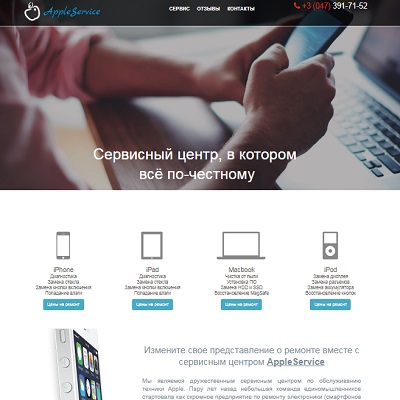 AppleService
СЕРВИС ОТЗЫВЫ КОНТАКТЫ
+3 (047) 391-71-52
Сервисный центр, в котором
всё по-честному
iPhone
Диагностика
Замена стекла
Замена кнопки включения
Попадание влаги
Цены на ремонт
iPad
Диагностика
Замена стекла
Замена кнопки включения
Попадание влаги
Цены на ремонт
Macbook
Чистка от пыли
Установка ПО
Замена HDD и SSD
Восстановление MagSafe
Цены на ремонт
iPod
Замена дисплея
Замена разъемов
Замена аккумулятора
Восстановление кнопок
Цены на ремонт
Измените свое представление о ремонте вместе с
сервисным центром AppleService
Мы являемся дружественным сервисным центром по обслуживанию
техники Apple. Пару лет назад небольшая команда единомышленников
стартовала как скромное предприятие по ремонту электроники (смартфонов